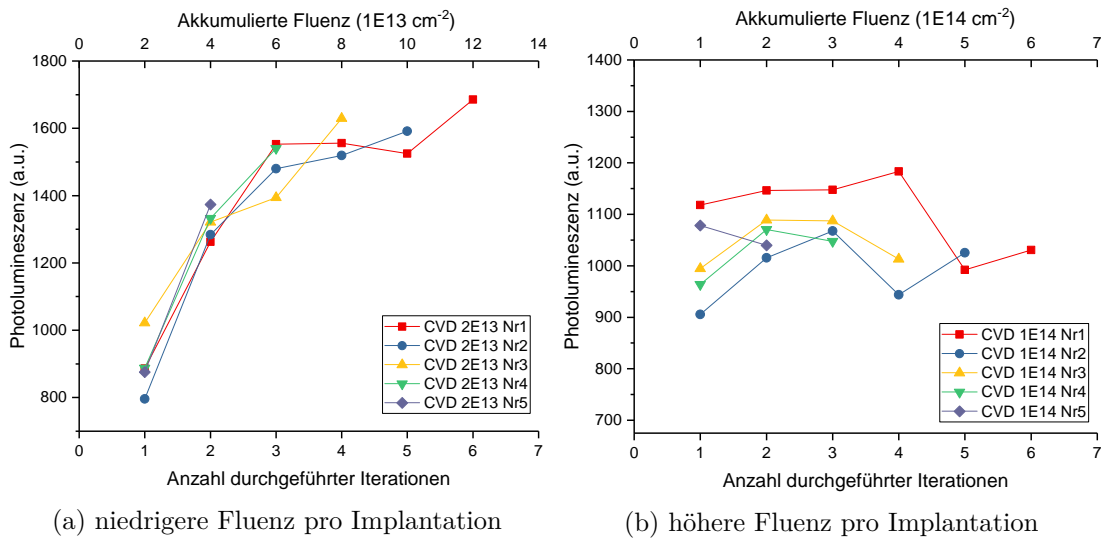 Akkumulierte Fluenz (1E13 cm⁻²)
0 2 4 6 8 10 12 14
1800
1600
1400
1200
1000
800
Photolumineszenz (a.u.)
CVD 2E13 Nr1
CVD 2E13 Nr2
CVD 2E13 Nr3
CVD 2E13 Nr4
CVD 2E13 Nr5
0 1 2 3 4 5 6 7
Anzahl durchgeführter Iterationen
(a) niedrigere Fluenz pro Implantation
Akkumulierte Fluenz (1E14 cm⁻²)
0 1 2 3 4 5 6 7
1400
1300
1200
1100
1000
900
800
700
Photolumineszenz (a.u.)
CVD 1E14 Nr1
CVD 1E14 Nr2
CVD 1E14 Nr3
CVD 1E14 Nr4
CVD 1E14 Nr5
0 1 2 3 4 5 6 7
Anzahl durchgeführter Iterationen
(b) höhere Fluenz pro Implantation